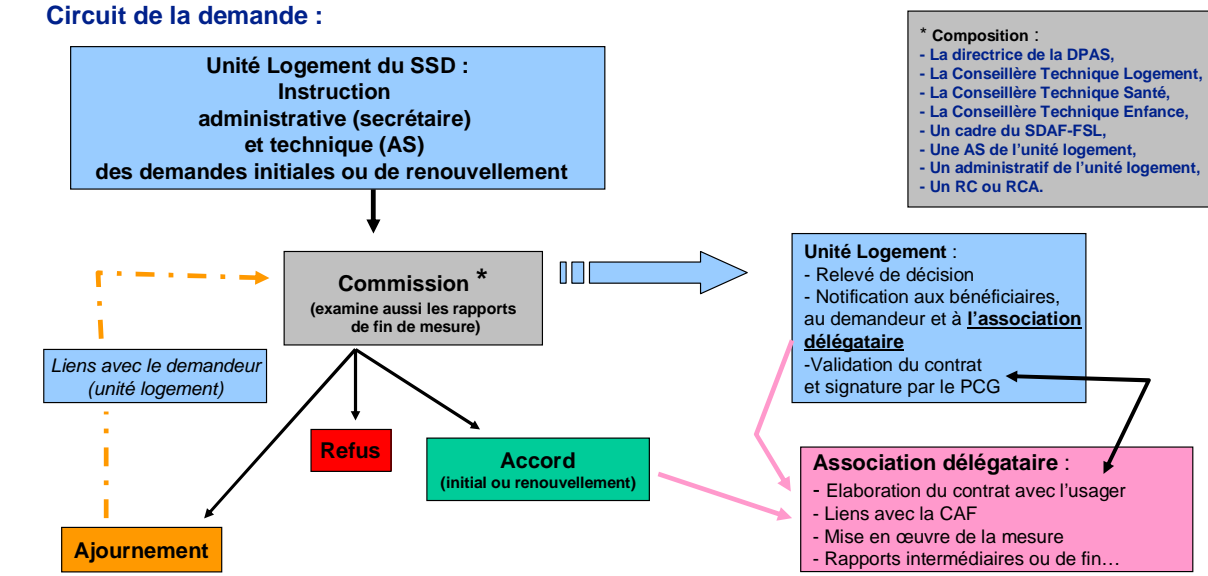 Circuit de la demande :
Unité Logement du SSD :
Instruction
administrative (secrétaire)
et technique (AS)
des demandes initiales ou de renouvellement
* Composition :
- La directrice de la DPAS,
- La Conseillère Technique Logement,
- La Conseillère Technique Santé,
- La Conseillère Technique Enfance,
- Un cadre du SDAF-FSL,
- Une AS de l'unité logement,
- Un administratif de l'unité logement,
- Un RC ou RCA.
Commission *
(examine aussi les rapports
de fin de mesure)
Unité Logement :
- Relevé de décision
- Notification aux bénéficiaires,
au demandeur et à l'association
délégataire
-Validation du contrat
et signature par le PCG
Liens avec le demandeur
(unité logement)
Refus
Accord
(initial ou renouvellement)
Ajournement
Association délégataire :
- Elaboration du contrat avec l'usager
- Liens avec la CAF
- Mise en œuvre de la mesure
- Rapports intermédiaires ou de fin…